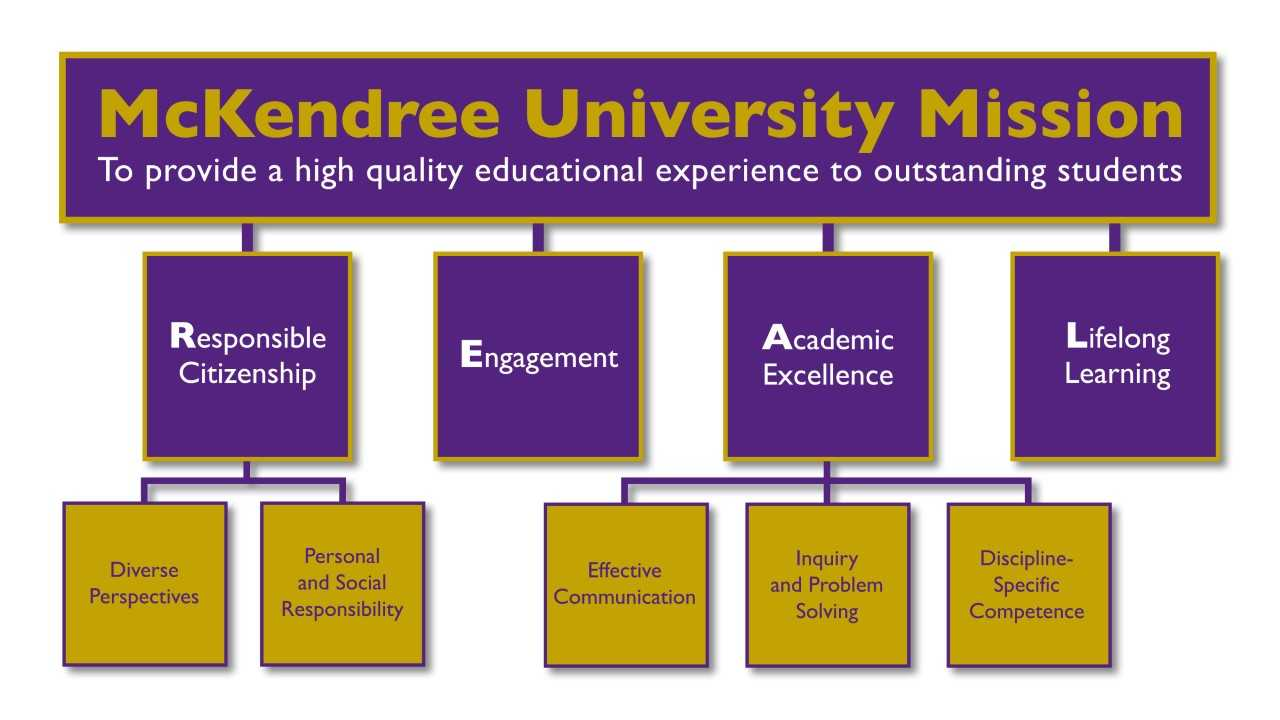 McKendree University Mission
To provide a high quality educational experience to outstanding students
Responsible
Citizenship
Engagement
Academic
Excellence
Lifelong
Learning
Diverse
Perspectives
Personal
and Social
Responsibility
Effective
Communication
Inquiry
and Problem
Solving
Discipline-
Specific
Competence